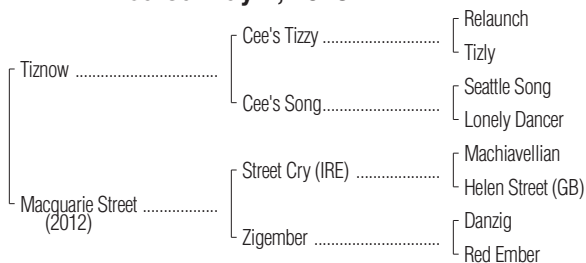 Relaunch
Cee's Tizzy
Tizly
Tiznow
Seattle Song
Cee's Song
Lonely Dancer
Machiavellian
Street Cry (IRE)
Helen Street (GB)
Macquarie Street
(2012)
Danzig
Zigember
Red Ember